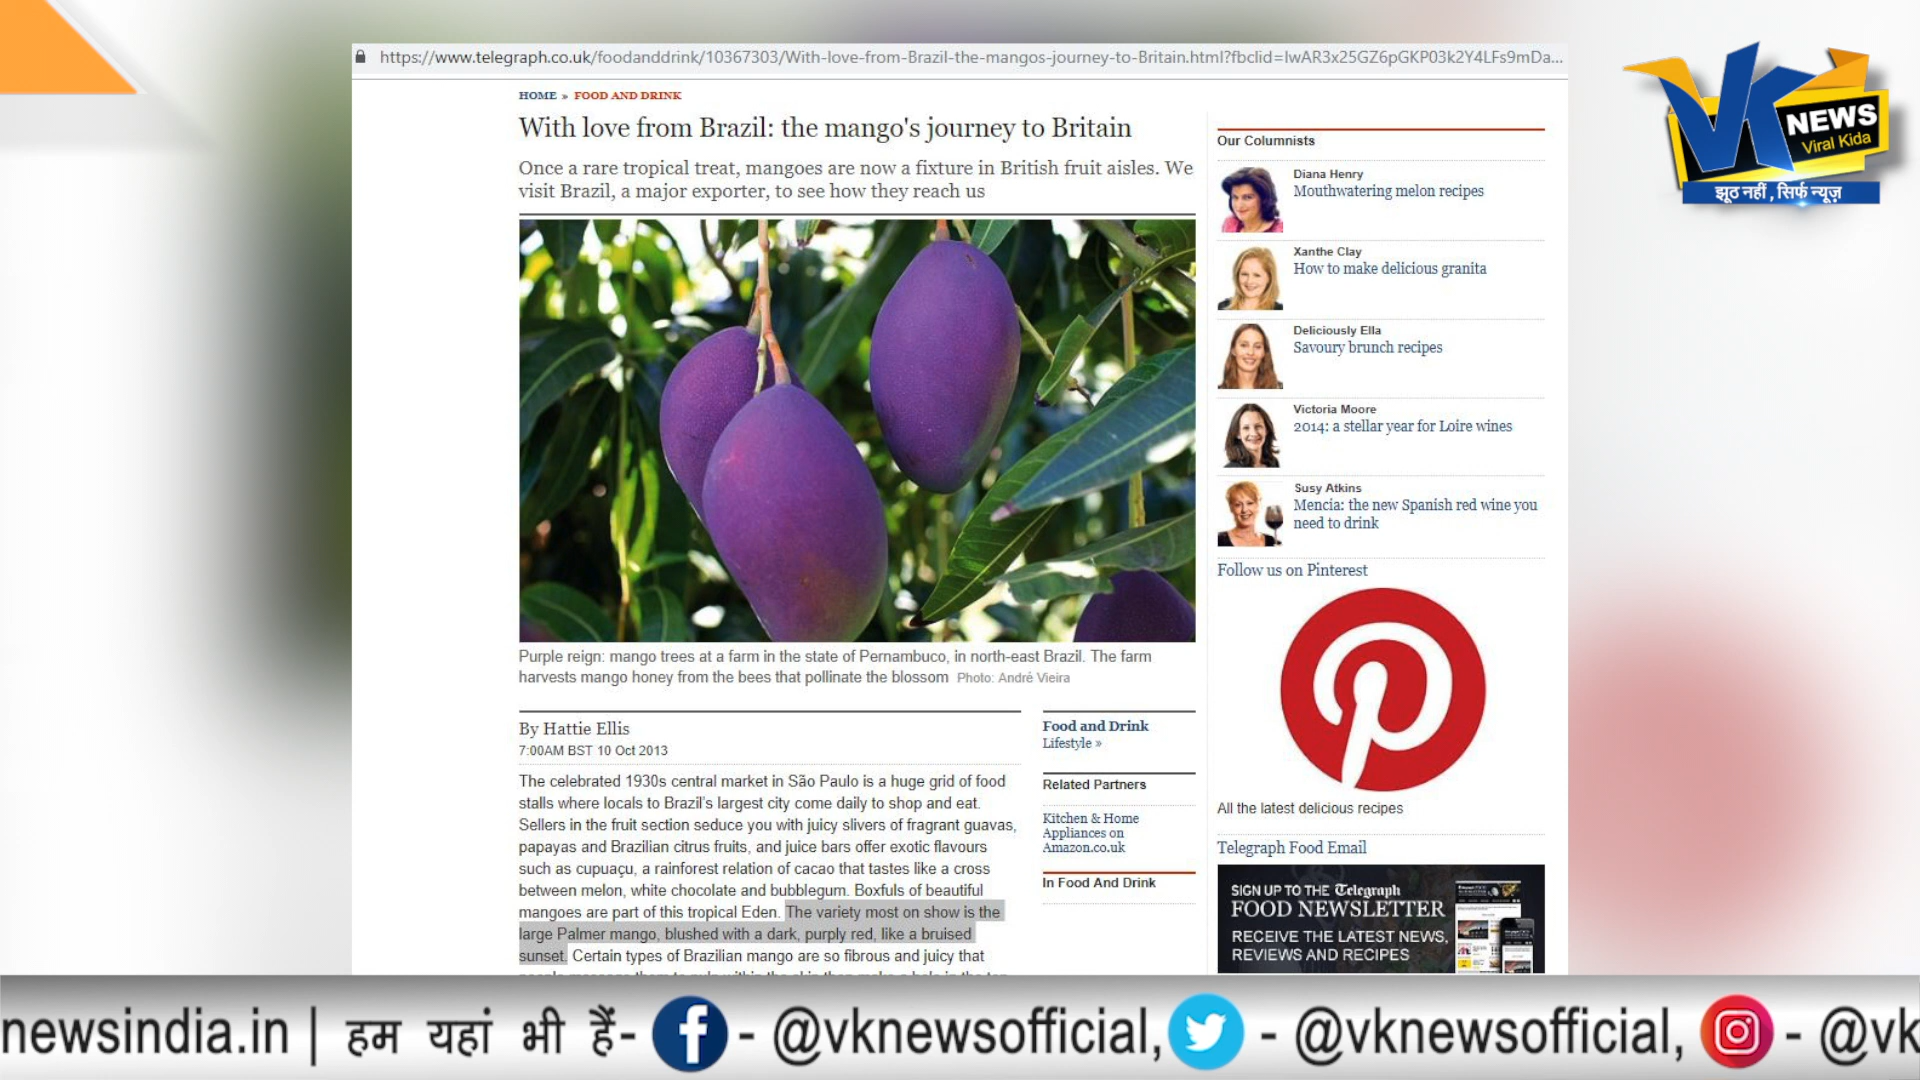 https://www.telegraph.co.uk/foodanddrink/10367303/With-love-from-Brazil-the-mangos-journey-to-Britain.html?fbclid=IwAR3x25GZ6pGKP03k2Y4LFs9mDa...
VK NEWS
Viral Kida
झूठ नहीं , सिर्फ न्यूज़
HOME » FOOD AND DRINK
With love from Brazil: the mango's journey to Britain
Once a rare tropical treat, mangoes are now a fixture in British fruit aisles. We
visit Brazil, a major exporter, to see how they reach us
Purple reign: mango trees at a farm in the state of Pernambuco, in north-east Brazil. The farm
harvests mango honey from the bees that pollinate the blossom Photo: André Vieira
By Hattie Ellis
7:00AM BST 10 Oct 2013
The celebrated 1930s central market in São Paulo is a huge grid of food
stalls where locals to Brazil's largest city come daily to shop and eat.
Sellers in the fruit section seduce you with juicy slivers of fragrant guavas,
papayas and Brazilian citrus fruits, and juice bars offer exotic flavours
such as cupuaçu, a rainforest relation of cacao that tastes like a cross
between melon, white chocolate and bubblegum. Boxfuls of beautiful
mangoes are part of this tropical Eden. The variety most on show is the
large Palmer mango, blushed with a dark, purply red, like a bruised
sunset. Certain types of Brazilian mango are so fibrous and juicy that
Food and Drink
Lifestyle »
Related Partners
Kitchen & Home
Appliances on
Amazon.co.uk
In Food And Drink
Our Columnists
Diana Henry
Mouthwatering melon recipes
Xanthe Clay
How to make delicious granita
Deliciously Ella
Savoury brunch recipes
Victoria Moore
2014: a stellar year for Loire wines
Susy Atkins
Mencia: the new Spanish red wine you
need to drink
Follow us on Pinterest
All the latest delicious recipes
Telegraph Food Email
SIGN UP TO THE Telegraph
FOOD NEWSLETTER
RECEIVE THE LATEST NEWS,
REVIEWS AND RECIPES
newsindia.in | हम यहां भी हैं- - @vknewsofficial, - @vknewsofficial, - @vk